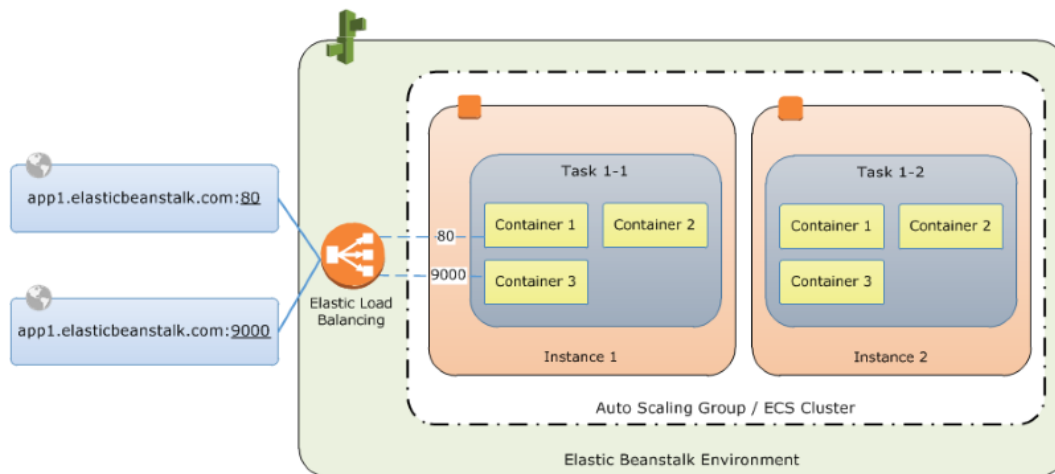 app1.elasticbeanstalk.com:80
app1.elasticbeanstalk.com:9000
Elastic Load
Balancing
80
9000
Task 1-1
Container 1
Container 2
Container 3
Instance 1
Task 1-2
Container 1
Container 2
Container 3
Instance 2
Auto Scaling Group / ECS Cluster
Elastic Beanstalk Environment